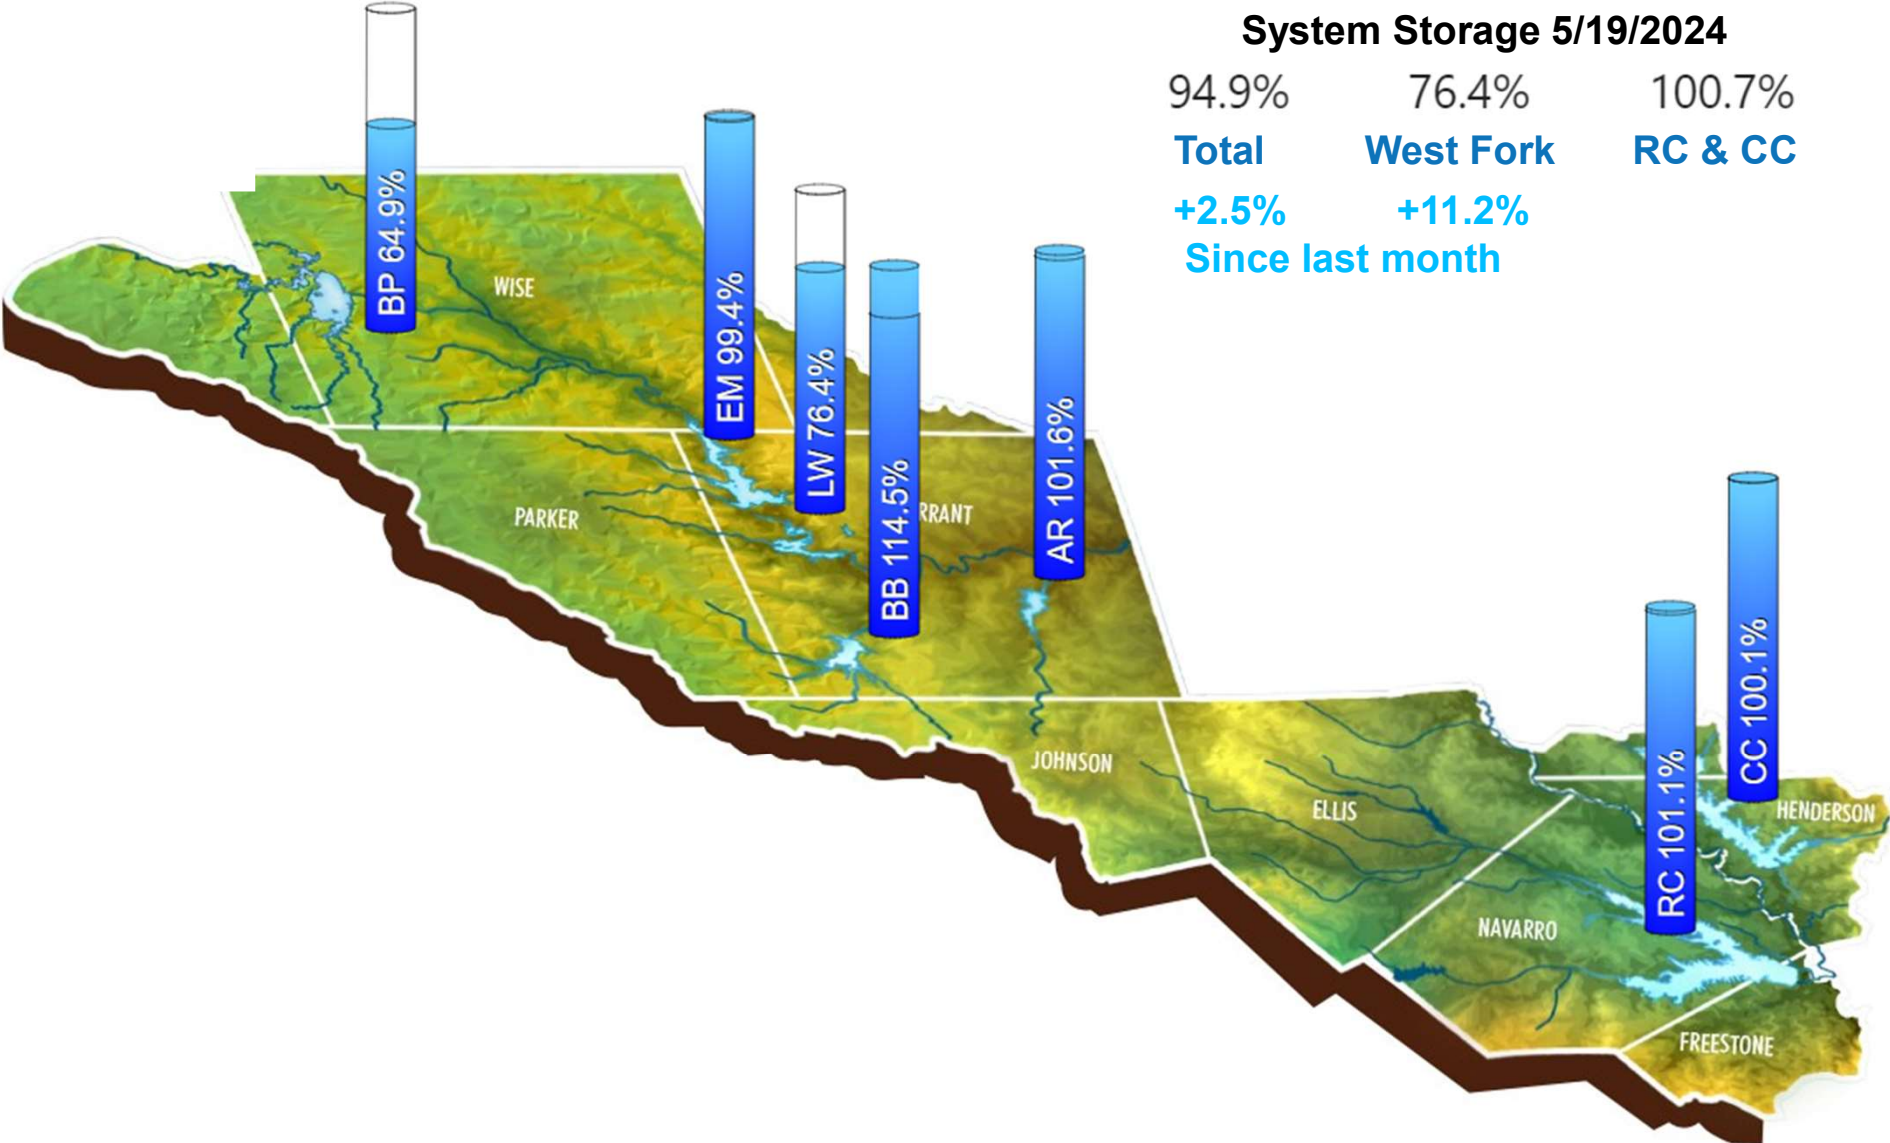 System Storage 5/19/2024
94.9% 76.4% 100.7%
Total West Fork RC & CC
+2.5% +11.2%
Since last month
BP 64.9%
EM 99.4%
LW 76.4%
BB 114.5%
AR 101.6%
RC 101.1%
CC 100.1%
WISE
PARKER
RRANT
JOHNSON
ELLIS
HENDERSON
NAVARRO
FREESTONE